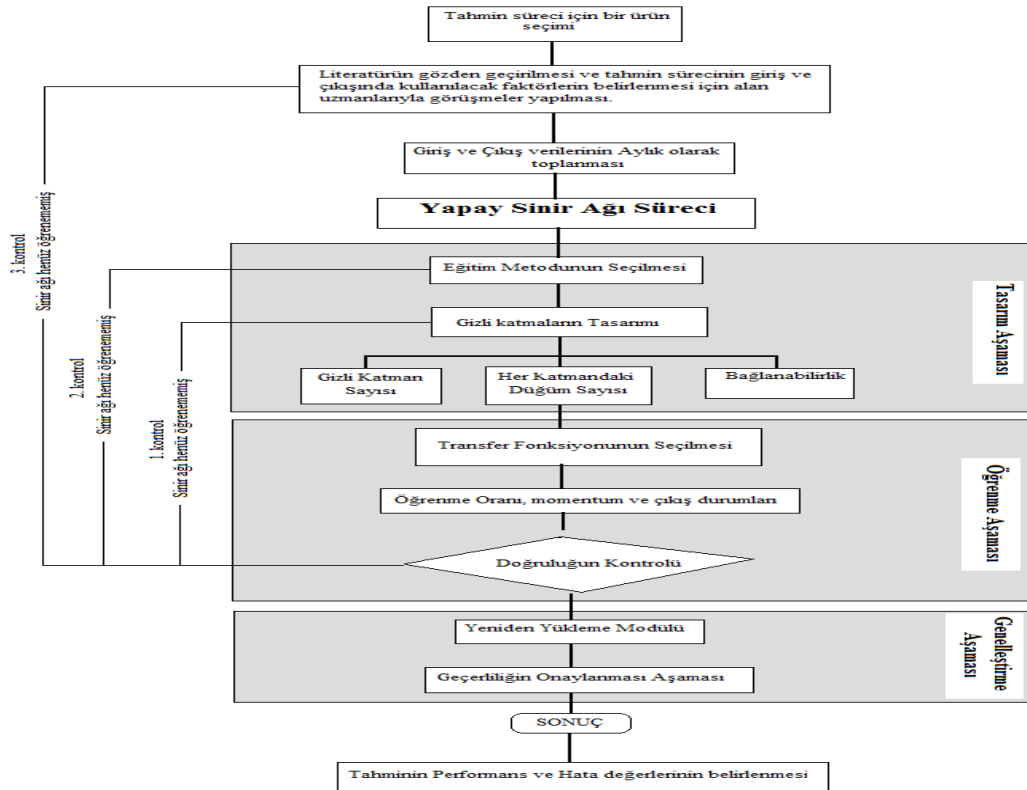 Tahmin süreci için bir ürün
seçimi
Literatürün gözden geçirilmesi ve tahmin sürecinin giriş ve
çıkışında kullanılacak faktörlerin belirlenmesi için alan
uzmanlarıyla görüşmeler yapılması.
Giriş ve Çıkış verilerinin Aylık olarak
toplanması
Yapay Sinir Ağı Süreci
Eğitim Metodunun Seçilmesi
Gizli katmaların Tasarımı
Gizli Katman
Sayısı
Her Katmandaki
Düğüm Sayısı
Bağlanabilirlik
Tasarım Aşaması
Transfer Fonksiyonunun Seçilmesi
Öğrenme Oranı, momentum ve çıkış durumları
Doğruluğun Kontrolü
Öğrenme Aşaması
3. kontrol
Sinir ağı henüz öğrenememiş
2. kontrol
Sinir ağı henüz öğrenememiş
1. kontrol
Sinir ağı henüz öğrenememiş
Yeniden Yükleme Modülü
Geçerliliğin Onaylanması Aşaması
Genelleştirme
Aşaması
SONUÇ
Tahminin Performans ve Hata değerlerinin belirlenmesi